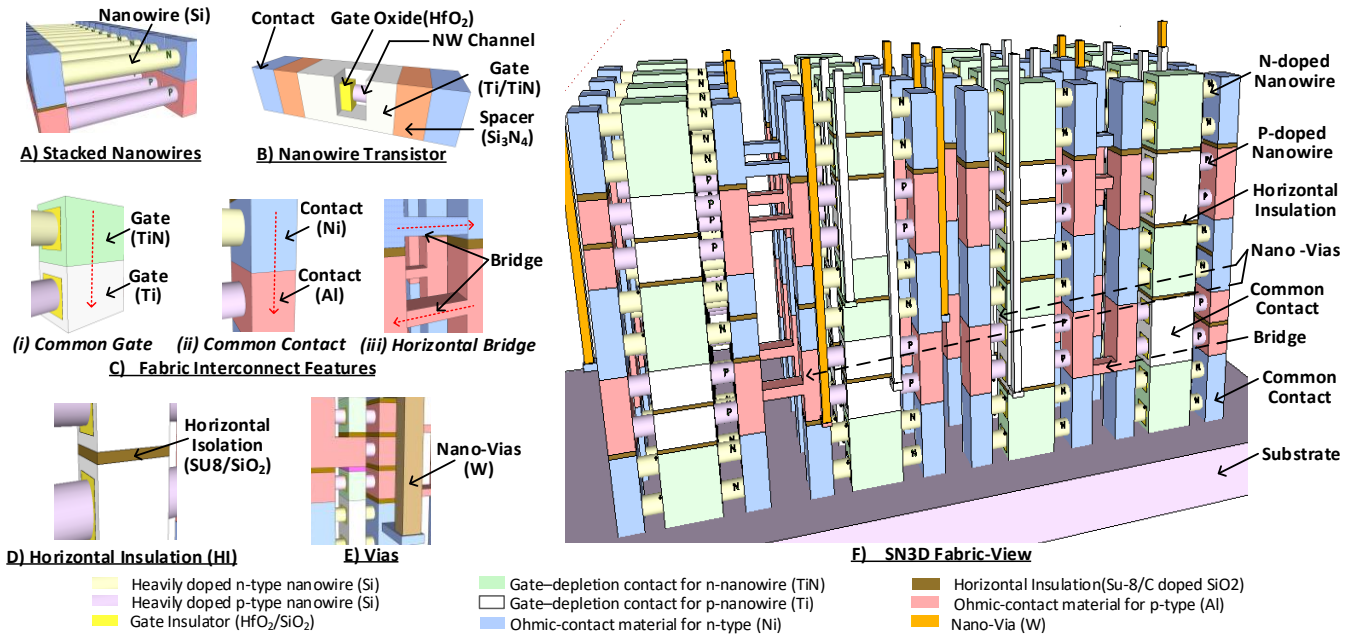 Nanowire (Si)
N
N
N
N
P
P
A) Stacked Nanowires
Contact
Gate Oxide(HfO₂)
NW Channel
Gate
(Ti/TiN)
Spacer
(Si₃N₄)
B) Nanowire Transistor
Gate
(TiN)
Gate
(Ti)
(i) Common Gate
Contact
(Ni)
Contact
(Al)
(ii) Common Contact
Bridge
(iii) Horizontal Bridge
C) Fabric Interconnect Features
Horizontal
Isolation
(SU8/SiO₂)
D) Horizontal Insulation (HI)
Nano-Vias
(W)
E) Vias
N-doped
Nanowire
P-doped
Nanowire
Horizontal
Insulation
Nano -Vias
Common
Contact
Bridge
Common
Contact
Substrate
F) SN3D Fabric-View
Heavily doped n-type nanowire (Si)
Heavily doped p-type nanowire (Si)
Gate Insulator (HfO₂/SiO₂)
Gate–depletion contact for n-nanowire (TiN)
Gate–depletion contact for p-nanowire (Ti)
Ohmic-contact material for n-type (Ni)
Horizontal Insulation(Su-8/C doped SiO2)
Ohmic-contact material for p-type (Al)
Nano-Via (W)